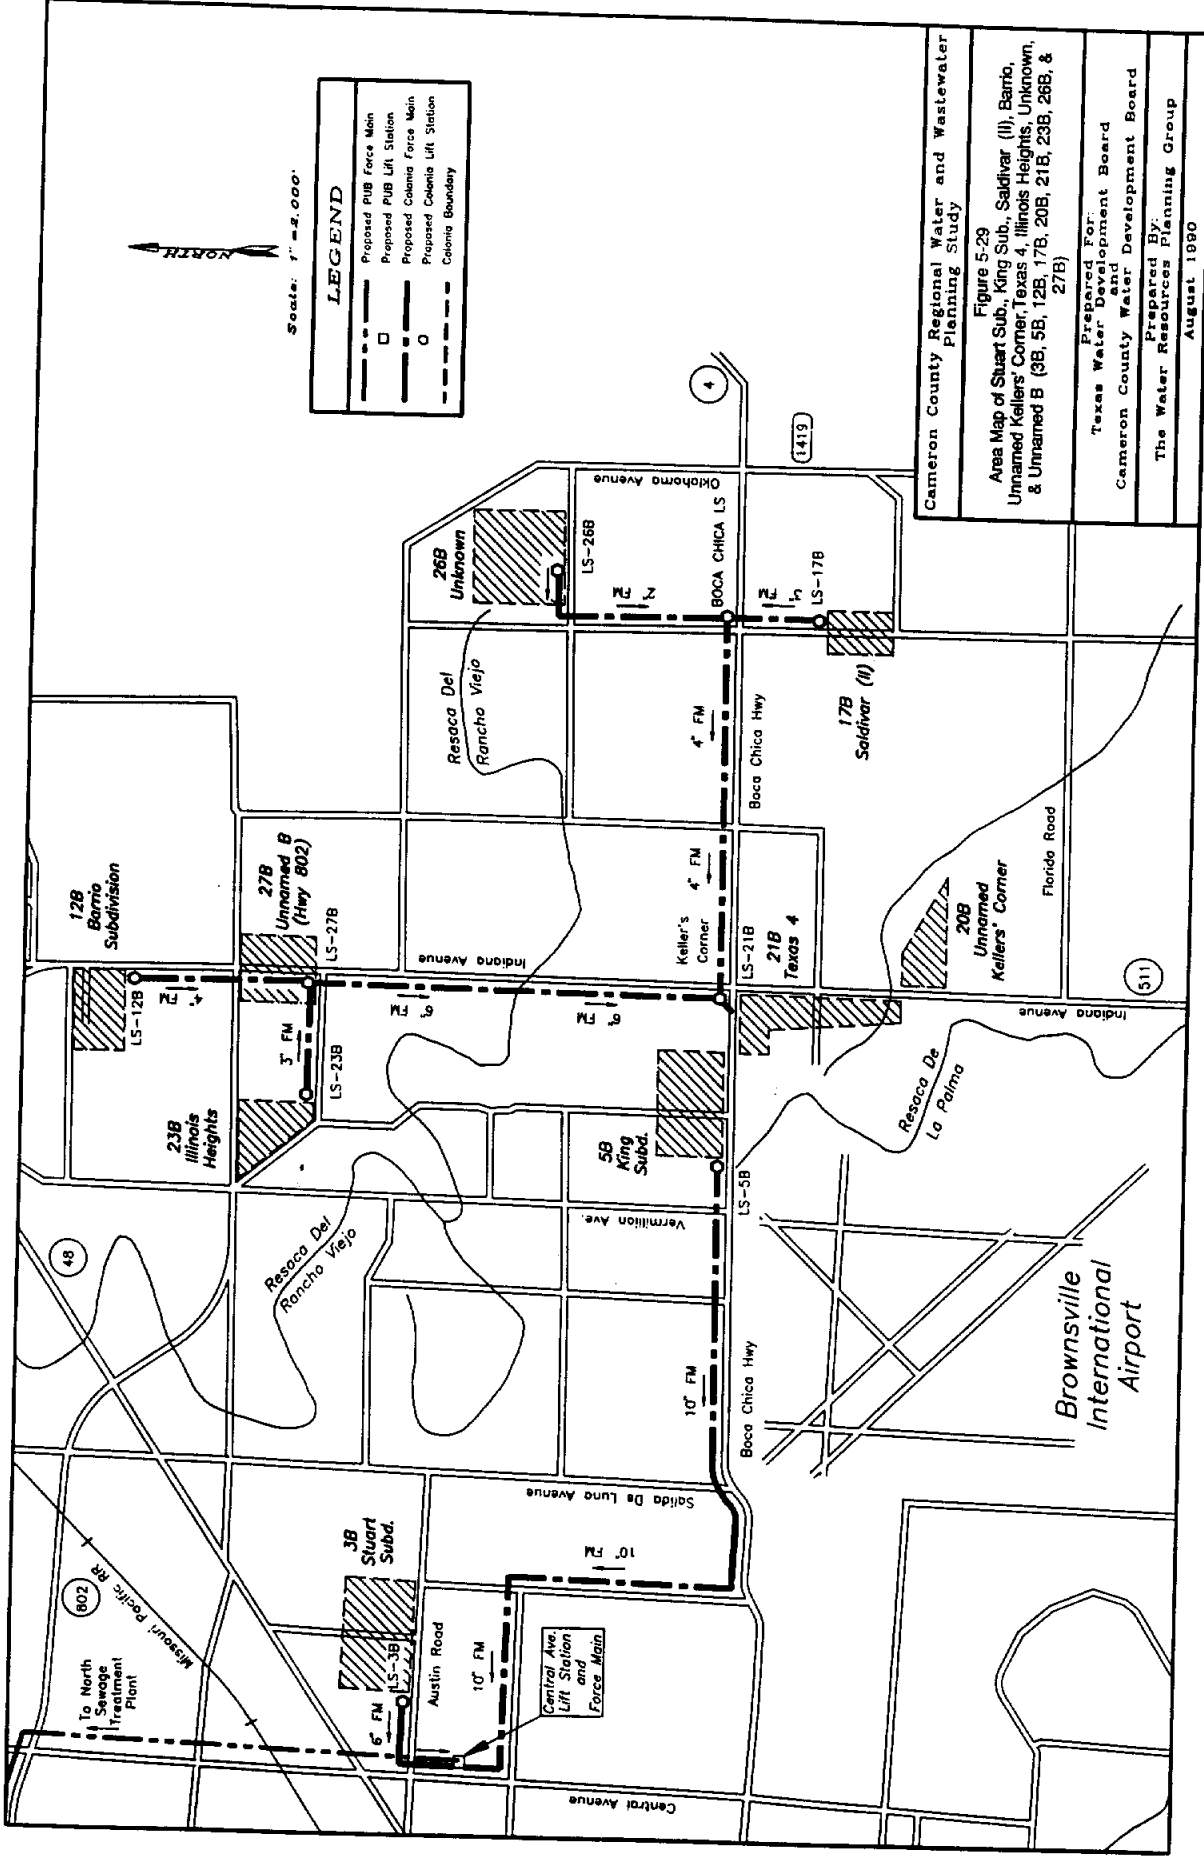 NORTH
Scale: 1" = 2,000'
LEGEND
Proposed PUB Force Main
Proposed PUB Lift Station
Proposed Colonia Force Main
Proposed Colonia Lift Station
Colonia Boundary
To North
Sewage
Treatment
Plant
802
Missouri Pacific RR
48
3B
Stuart
Subd.
LS-3B
6" FM
Austin Road
10" FM
Central Ave.
Lift Station
and
Force Main
Central Avenue
10" FM
Salida De Luna Avenue
Resaca Del
Rancho Viejo
10" FM
Boca Chica Hwy
Vermillian Ave.
Brownsville
International
Airport
12B
Barrio
Subdivision
LS-12B
4"
FM
23B
Illinois
Heights
3" FM
LS-23B
27B
Unnamed B
(Hwy 802)
LS-27B
6"
FM
Indiana Avenue
6"
FM
5B
King
Subd.
LS-5B
Keller's
Corner
LS-21B
21B
Texas 4
4" FM
4" FM
Boca Chica Hwy
Resaca De
La Palma
Indiana Avenue
511
20B
Unnamed
Kellers' Corner
Florida Road
Resaca Del
Rancho Viejo
26B
Unknown
LS-26B
2"
FM
BOCA CHICA LS
FM
LS-17B
17B
Saldivar (II)
Oklahoma Avenue
4
1419
Cameron County Regional Water and Wastewater
Planning Study
Figure 5-29
Area Map of Stuart Sub., King Sub., Saldivar (II), Barrio,
Unnamed Kellers' Corner, Texas 4, Illinois Heights, Unknown,
& Unnamed B (3B, 5B, 12B, 17B, 20B, 21B, 23B, 26B, &
27B)
Prepared For:
Texas Water Development Board
and
Cameron County Water Development Board
Prepared By:
The Water Resources Planning Group
August 1990